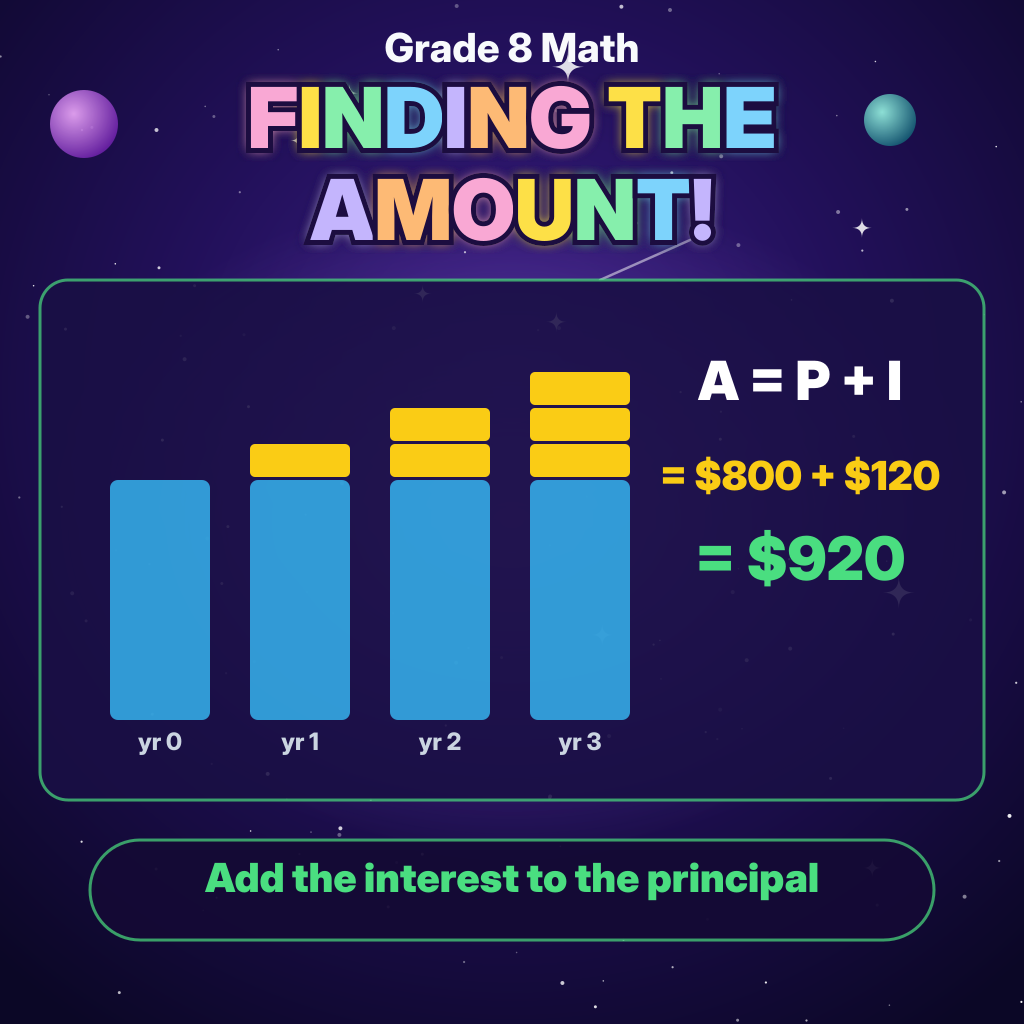 Grade 8 Math
FINDING THE
AMOUNT!
A = P + I
= $800 + $120
= $920
yr 0
yr 1
yr 2
yr 3
Add the interest to the principal